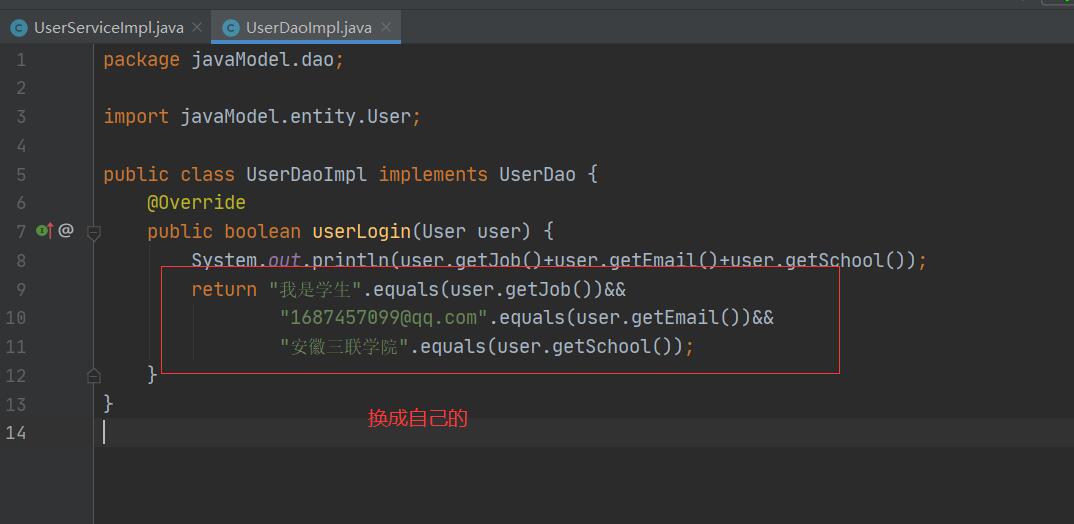 UserServiceImpl.java UserDaoImpl.java
1 package javaModel.dao;
2
3 import javaModel.entity.User;
4
5 public class UserDaoImpl implements UserDao {
6 @Override
7 public boolean userLogin(User user) {
8 System.out.println(user.getJob()+user.getEmail()+user.getSchool());
9 return "我是学生".equals(user.getJob())&&
10 "1687457099@qq.com".equals(user.getEmail())&&
11 "安徽三联学院".equals(user.getSchool());
12 }
13 }
换成自己的
14